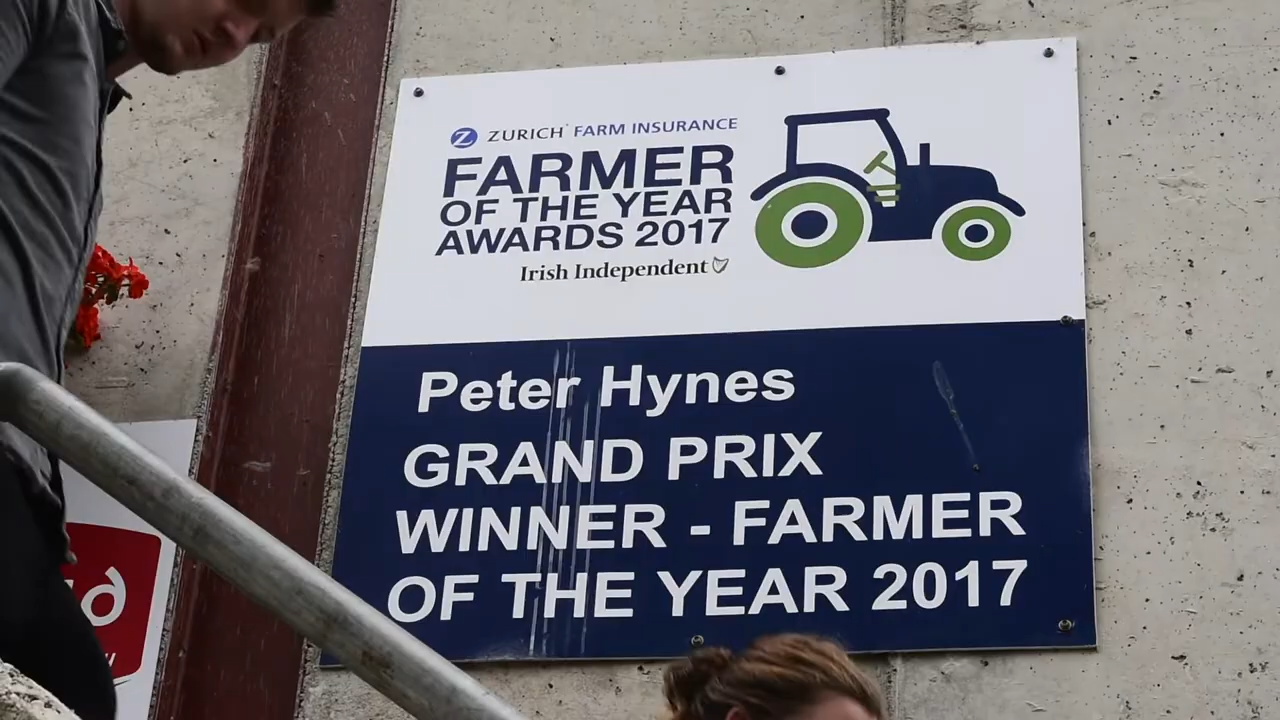 Z ZURICH FARM INSURANCE
FARMER
OF THE YEAR
AWARDS 2017
Irish Independent
Peter Hynes
GRAND PRIX
WINNER - FARMER
OF THE YEAR 2017